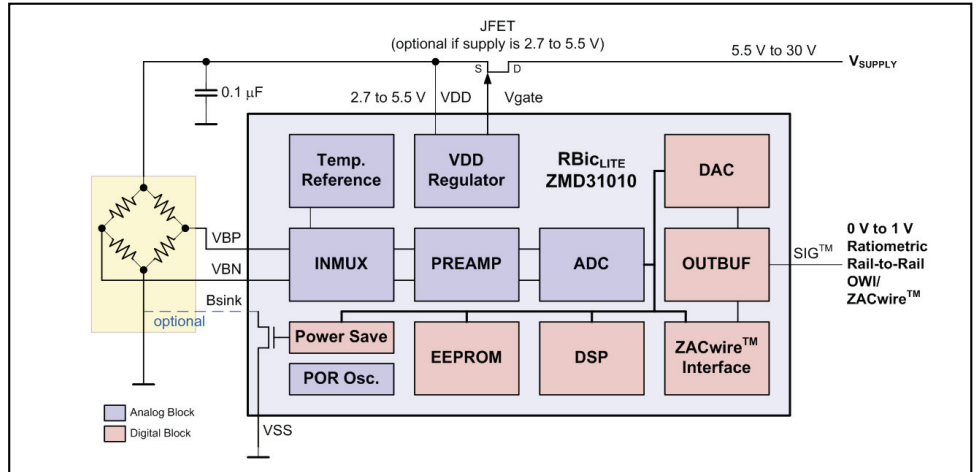 JFET
(optional if supply is 2.7 to 5.5 V)
5.5 V to 30 V
S
D
VSUPPLY
0.1 μF
2.7 to 5.5 V
VDD
Vgate
Temp.
Reference
VDD
Regulator
RBicLITE
ZMD31010
DAC
VBP
VBN
INMUX
PREAMP
ADC
OUTBUF
SIG™
0 V to 1 V
Ratiometric
Rail-to-Rail
OWI/
ZACwire™
Bsink
optional
Power Save
POR Osc.
EEPROM
DSP
ZACwire™
Interface
Analog Block
Digital Block
VSS